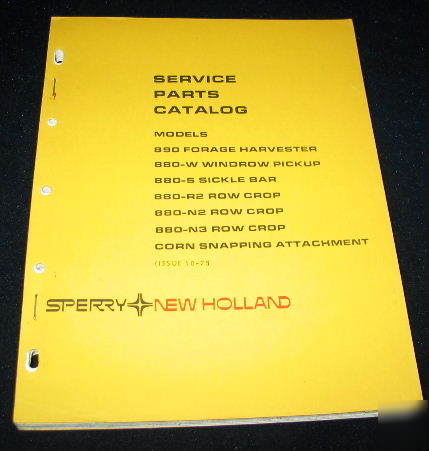 SERVICE
PARTS
CATALOG
MODELS
890 FORAGE HARVESTER
880-W WINDROW PICKUP
880-S SICKLE BAR
880-R2 ROW CROP
880-N2 ROW CROP
880-N3 ROW CROP
CORN SNAPPING ATTACHMENT
(ISSUE
SPERRY NEW HOLLAND